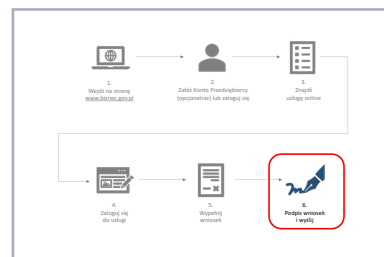 1.
Wejdź na stronę
www.biznes.gov.pl
2.
Załóż Konto Przedsiębiorcy
(opcjonalnie) lub zaloguj się
3.
Znajdź
usługę online
4.
Zaloguj się
do usługi
5.
Wypełnij
wniosek
6.
Podpis wniosek
i wyślij